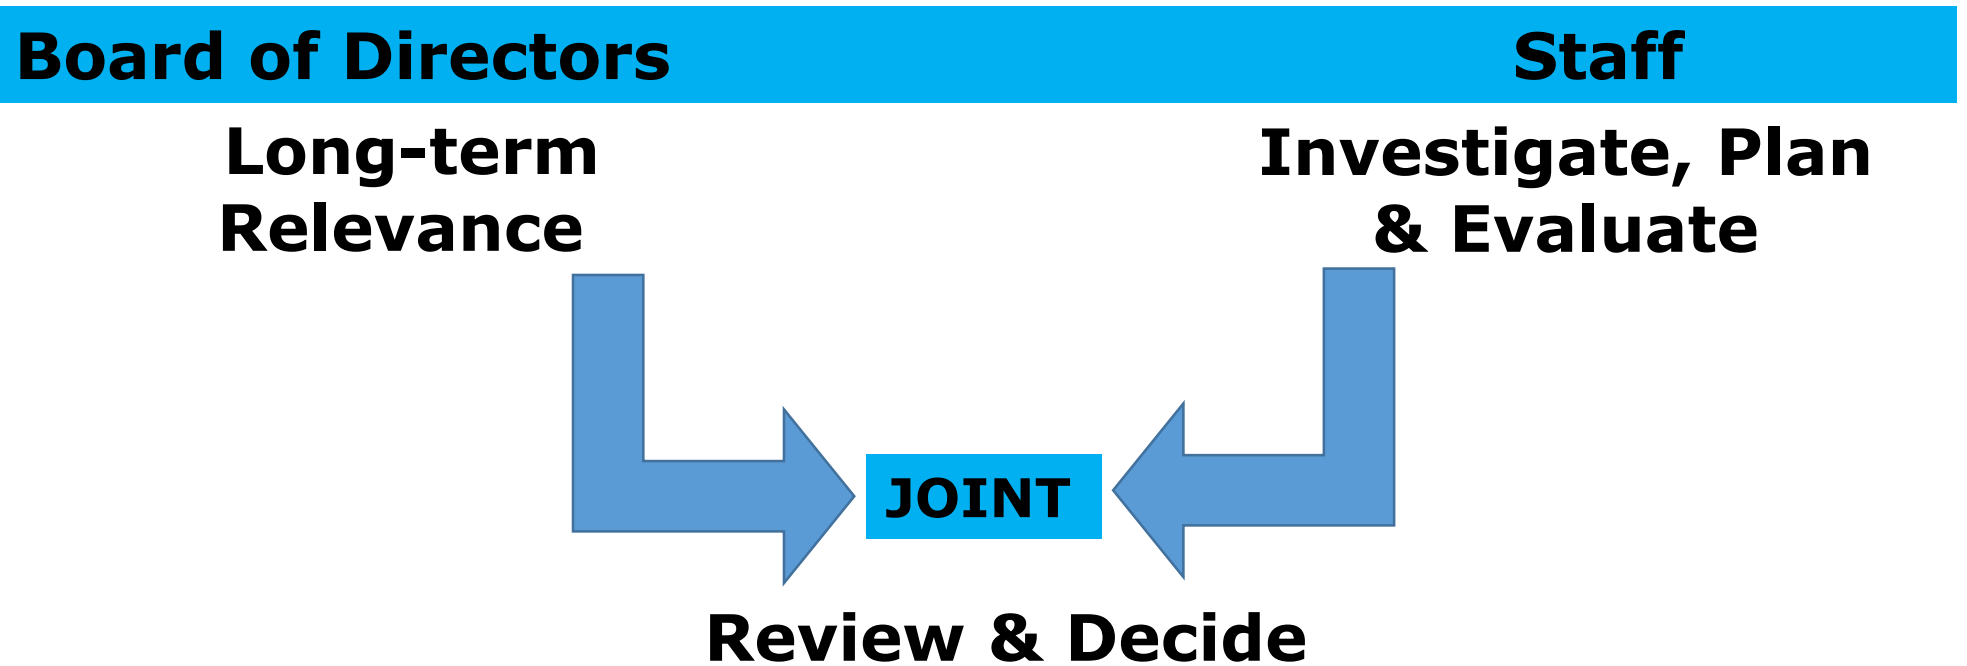 Board of Directors
Staff
Long-term
Relevance
Investigate, Plan
& Evaluate
JOINT
Review & Decide